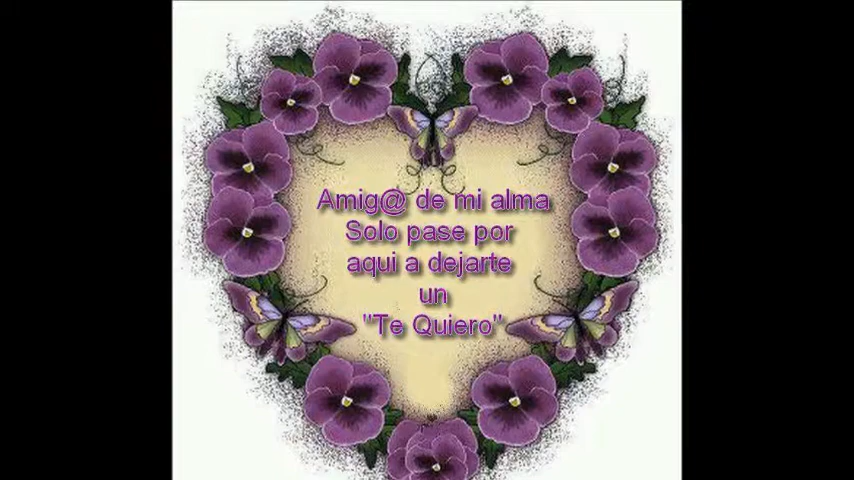 Amig@ de mi alma
Solo pase por
aqui a dejarte
un
"Te Quiero"